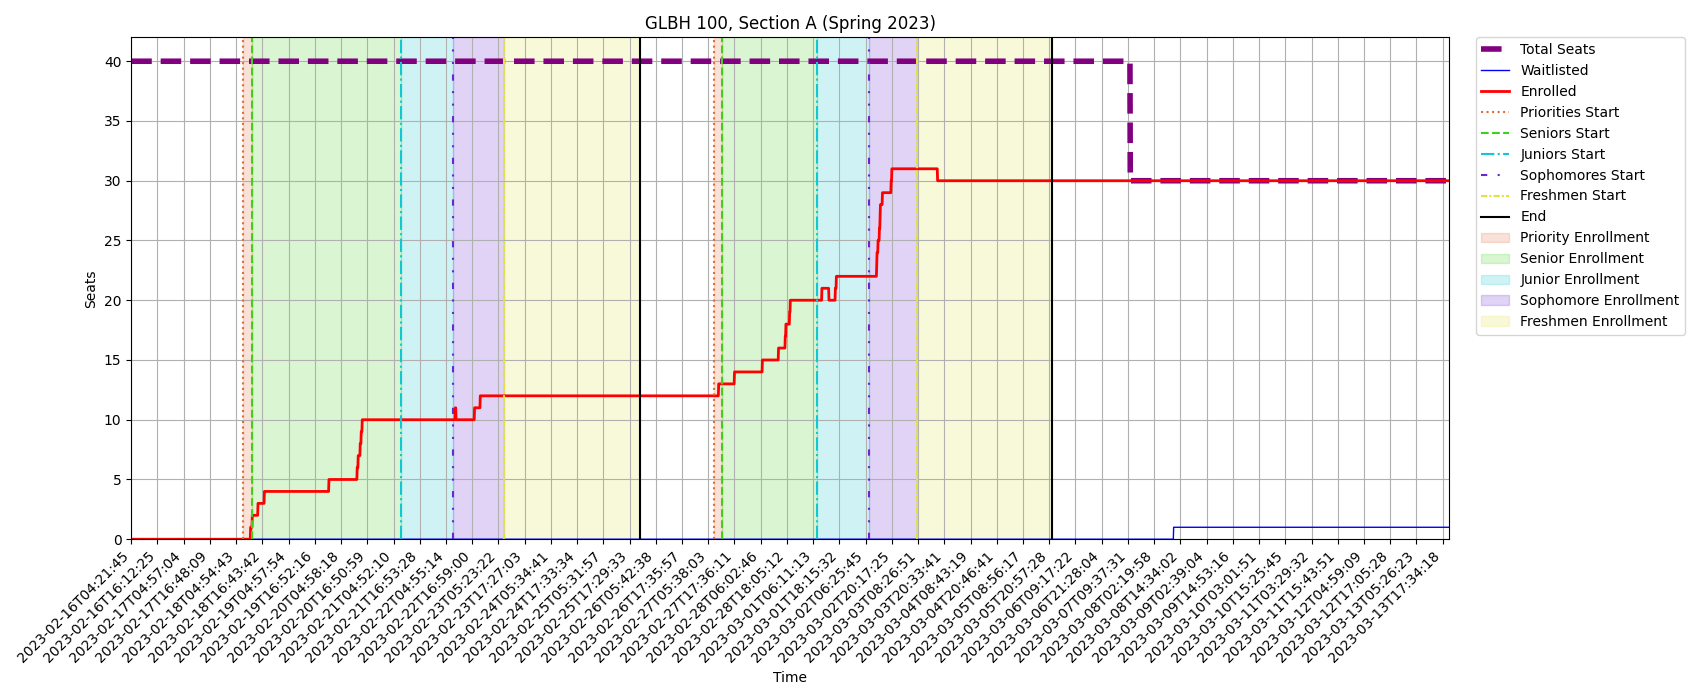 GLBH 100, Section A (Spring 2023)
Total Seats
Waitlisted
Enrolled
Priorities Start
Seniors Start
Juniors Start
Sophomores Start
Freshmen Start
End
Priority Enrollment
Senior Enrollment
Junior Enrollment
Sophomore Enrollment
Freshmen Enrollment
Seats
40
35
30
25
20
15
10
5
0
2023-02-16T04:21:45
2023-02-16T16:12:25
2023-02-17T04:57:04
2023-02-17T16:48:09
2023-02-18T04:54:43
2023-02-18T16:43:42
2023-02-19T04:57:54
2023-02-19T16:52:16
2023-02-20T04:58:18
2023-02-20T16:50:59
2023-02-21T04:52:10
2023-02-21T16:53:28
2023-02-22T04:55:14
2023-02-22T16:59:00
2023-02-23T05:23:22
2023-02-23T17:27:03
2023-02-24T05:34:41
2023-02-24T17:33:34
2023-02-25T05:31:57
2023-02-25T17:29:33
2023-02-26T05:42:38
2023-02-26T17:35:57
2023-02-27T05:38:03
2023-02-27T17:36:11
2023-02-28T06:02:46
2023-02-28T18:05:12
2023-03-01T06:11:13
2023-03-01T18:15:32
2023-03-02T06:25:45
2023-03-02T20:17:25
2023-03-03T08:26:51
2023-03-03T20:33:41
2023-03-04T08:43:19
2023-03-04T20:46:41
2023-03-05T08:56:17
2023-03-05T20:57:28
2023-03-06T09:17:22
2023-03-06T21:28:04
2023-03-07T09:37:31
2023-03-08T02:19:58
2023-03-08T14:34:02
2023-03-09T02:39:04
2023-03-09T14:53:16
2023-03-10T03:01:51
2023-03-10T15:25:45
2023-03-11T03:29:32
2023-03-11T15:43:51
2023-03-12T04:59:09
2023-03-12T17:05:28
2023-03-13T05:26:23
2023-03-13T17:34:18
Time